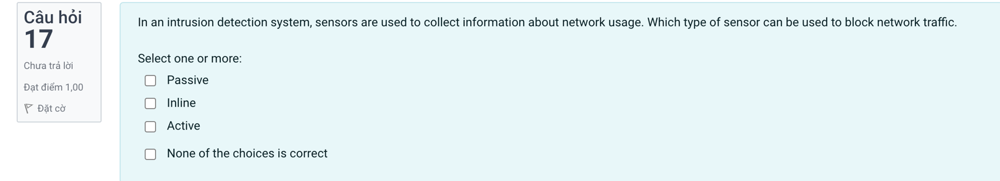 Câu hỏi
17
Chưa trả lời
Đạt điểm 1,00
Đặt cờ
In an intrusion detection system, sensors are used to collect information about network usage. Which type of sensor can be used to block network traffic.
Select one or more:
Passive
Inline
Active
None of the choices is correct